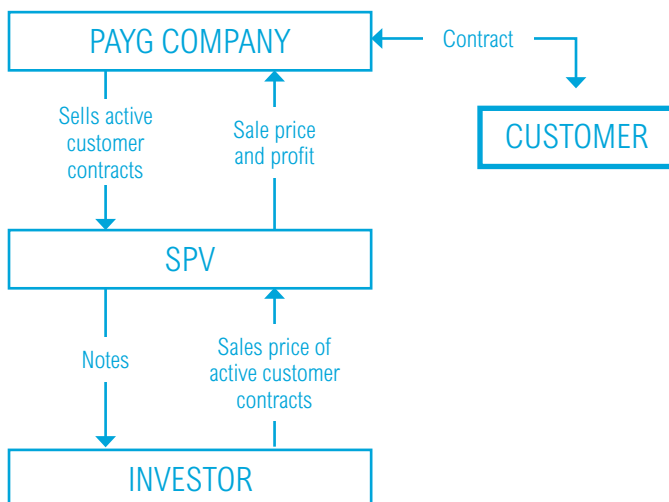 PAYG COMPANY
Contract
Sells active
customer
contracts
Sale price
and profit
CUSTOMER
SPV
Notes
Sales price of
active customer
contracts
INVESTOR